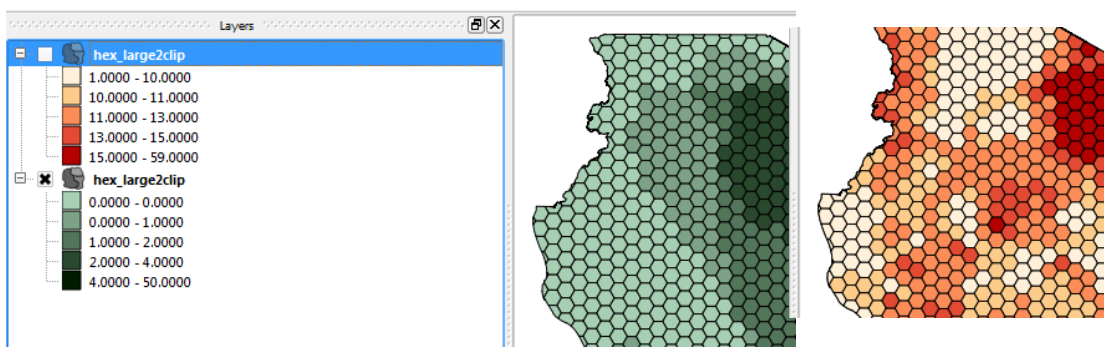 Layers
hex_large2clip
1.0000 - 10.0000
10.0000 - 11.0000
11.0000 - 13.0000
13.0000 - 15.0000
15.0000 - 59.0000
hex_large2clip
0.0000 - 0.0000
0.0000 - 1.0000
1.0000 - 2.0000
2.0000 - 4.0000
4.0000 - 50.0000